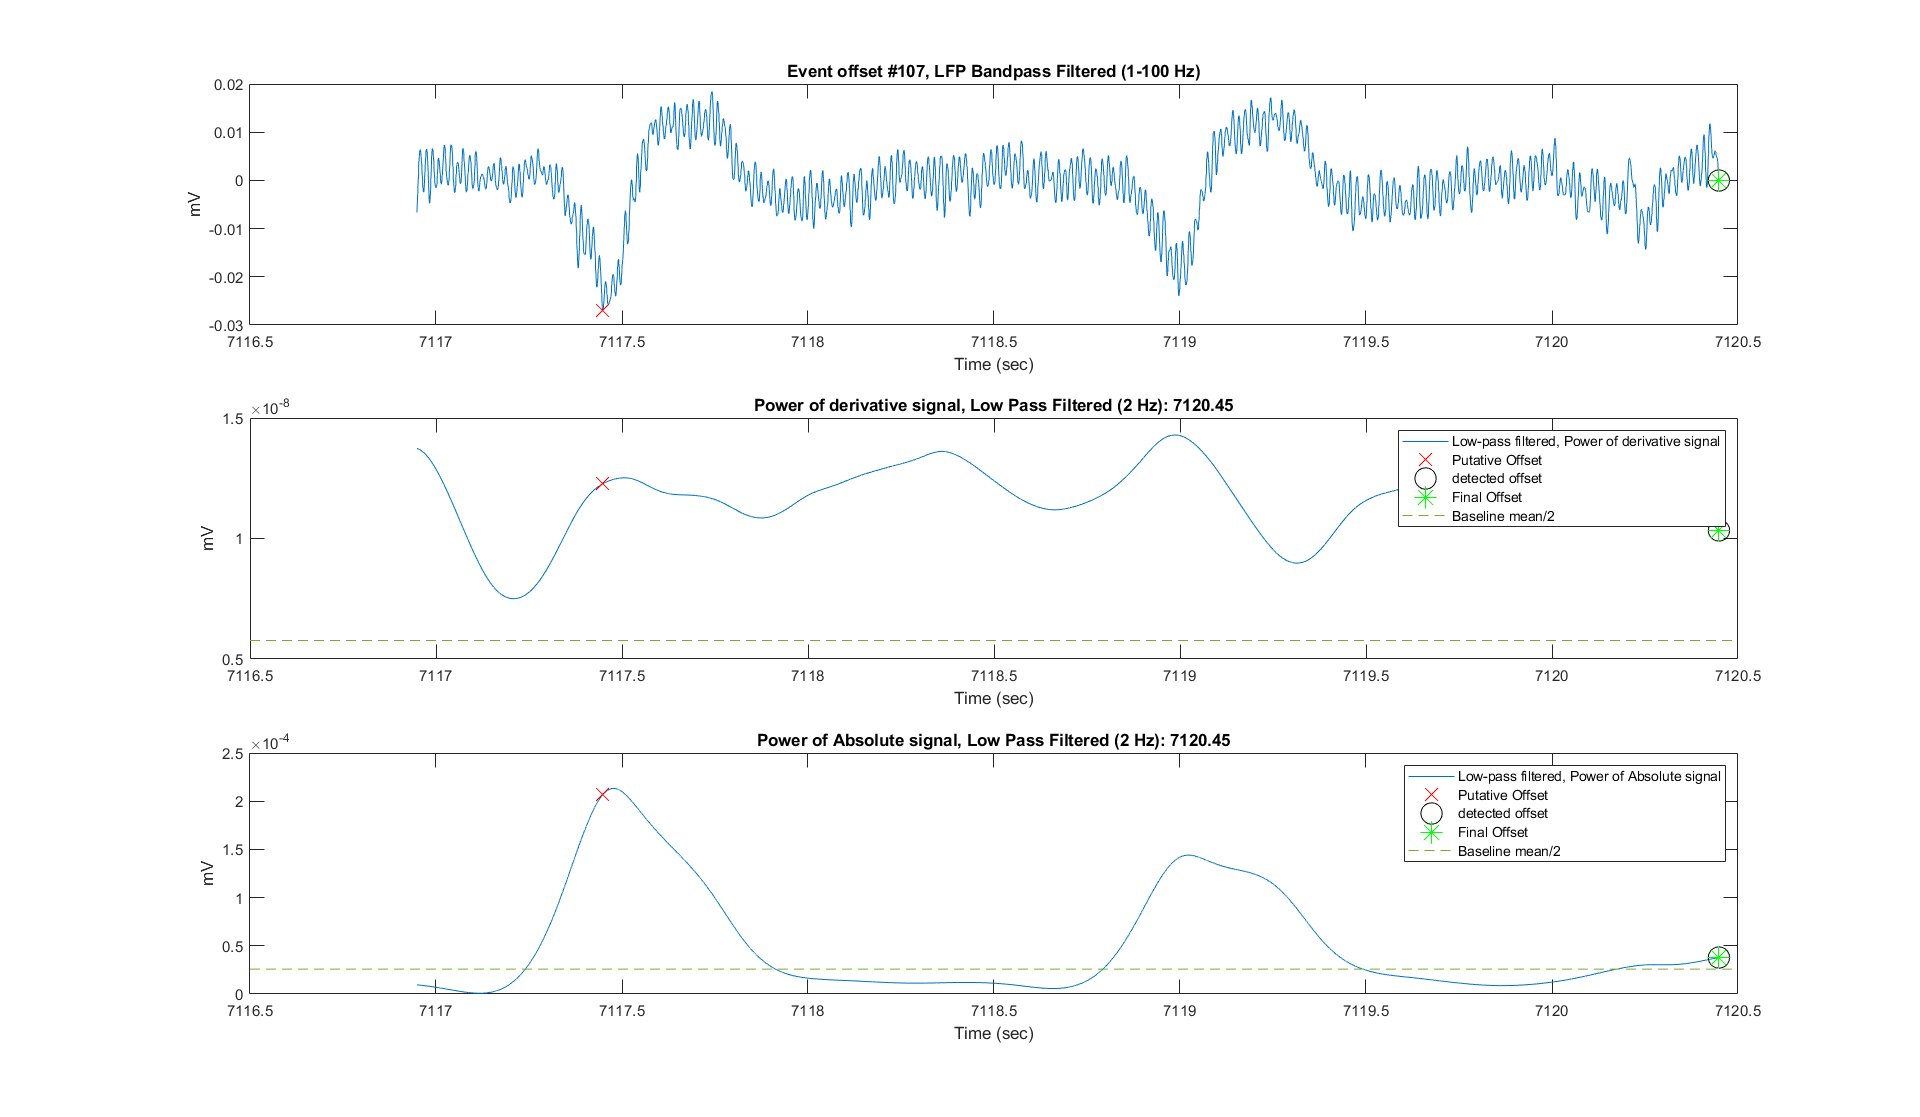 Event offset #107, LFP Bandpass Filtered (1-100 Hz)
0.02
0.01
0
-0.01
-0.02
-0.03
mV
7116.5 7117 7117.5 7118 7118.5 7119 7119.5 7120 7120.5
Time (sec)
Power of derivative signal, Low Pass Filtered (2 Hz): 7120.45
×10-8
1.5
1
0.5
mV
Low-pass filtered, Power of derivative signal
Putative Offset
detected offset
Final Offset
Baseline mean/2
7116.5 7117 7117.5 7118 7118.5 7119 7119.5 7120 7120.5
Time (sec)
Power of Absolute signal, Low Pass Filtered (2 Hz): 7120.45
×10-4
2.5
2
1.5
1
0.5
0
mV
Low-pass filtered, Power of Absolute signal
Putative Offset
detected offset
Final Offset
Baseline mean/2
7116.5 7117 7117.5 7118 7118.5 7119 7119.5 7120 7120.5
Time (sec)